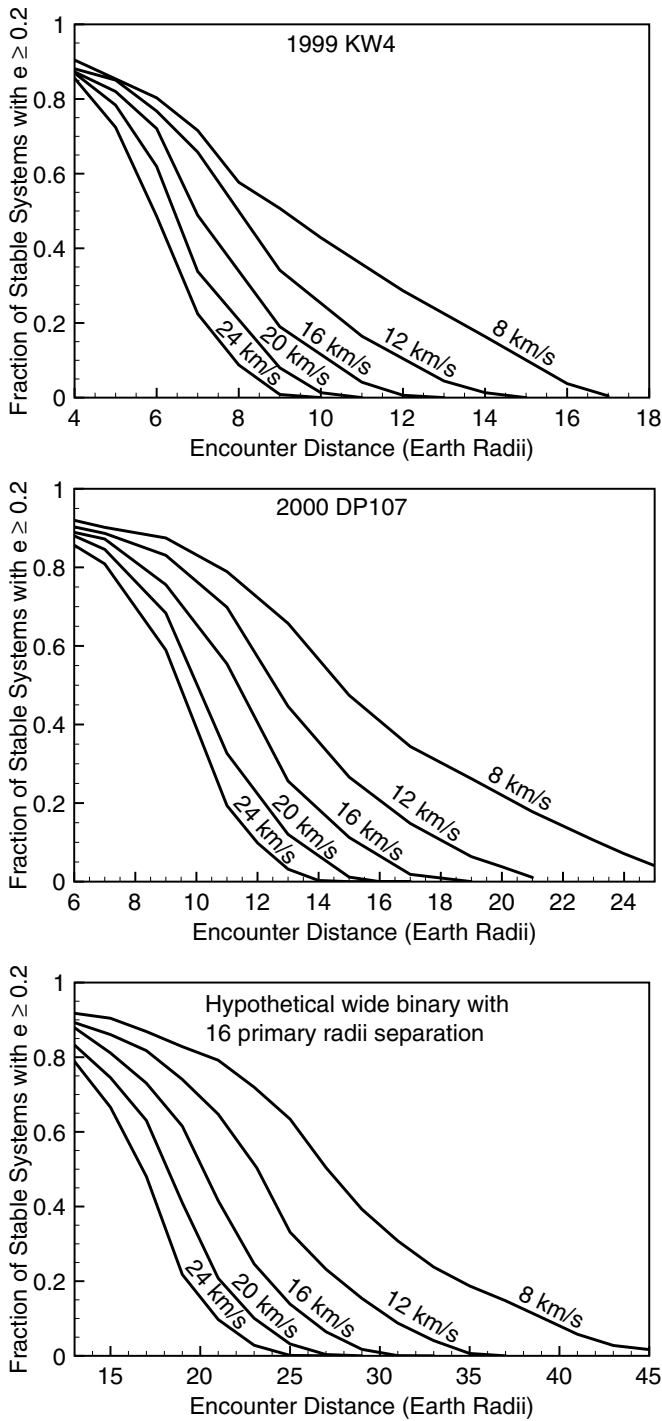 1999 KW4
Fraction of Stable Systems with e ≥ 0.2
1
0.8
0.6
0.4
0.2
0
24 km/s
20 km/s
16 km/s
12 km/s
8 km/s
4 6 8 10 12 14 16 18
Encounter Distance (Earth Radii)
2000 DP107
Fraction of Stable Systems with e ≥ 0.2
1
0.8
0.6
0.4
0.2
0
24 km/s
20 km/s
16 km/s
12 km/s
8 km/s
6 8 10 12 14 16 18 20 22 24
Encounter Distance (Earth Radii)
Hypothetical wide binary with
16 primary radii separation
Fraction of Stable Systems with e ≥ 0.2
1
0.8
0.6
0.4
0.2
0
24 km/s
20 km/s
16 km/s
12 km/s
8 km/s
15 20 25 30 35 40 45
Encounter Distance (Earth Radii)